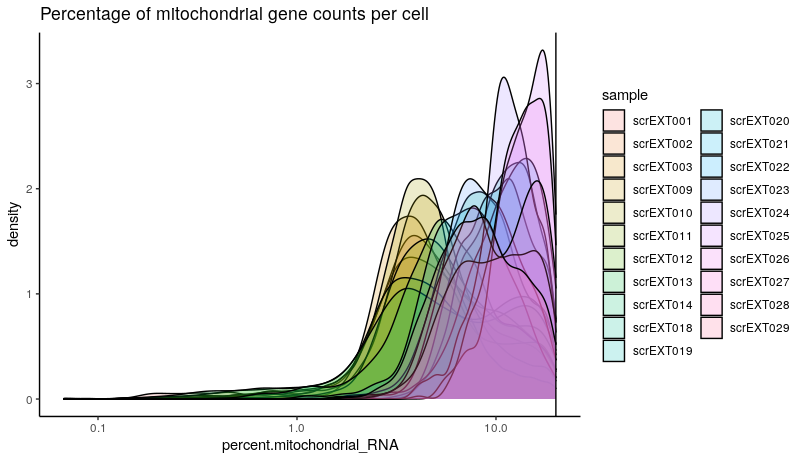 Percentage of mitochondrial gene counts per cell
density
3
2
1
0
0.1
1.0
10.0
percent.mitochondrial_RNA
sample
scrEXT001
scrEXT002
scrEXT003
scrEXT009
scrEXT010
scrEXT011
scrEXT012
scrEXT013
scrEXT014
scrEXT018
scrEXT019
scrEXT020
scrEXT021
scrEXT022
scrEXT023
scrEXT024
scrEXT025
scrEXT026
scrEXT027
scrEXT028
scrEXT029